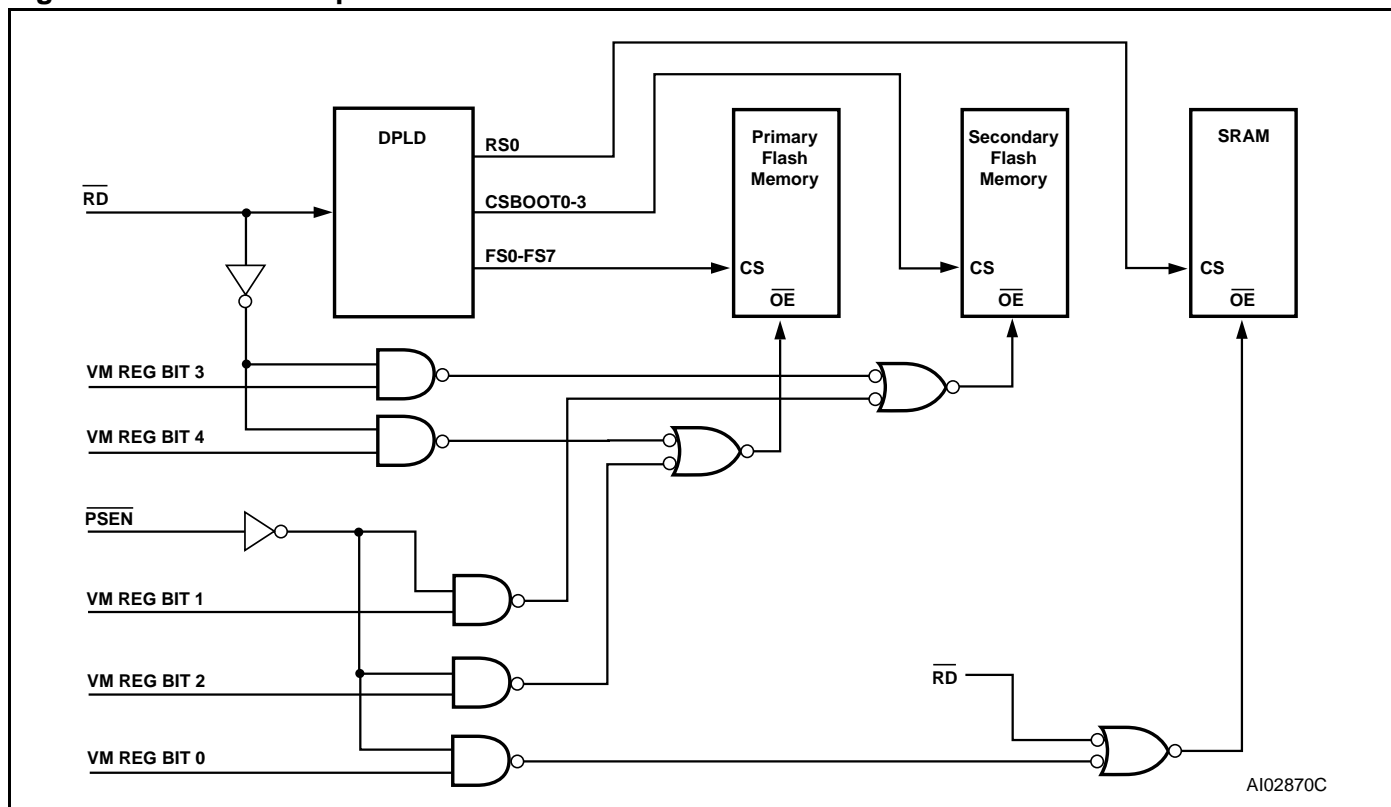 DPLD
RS0
CSBOOT0-3
FS0-FS7
Primary
Flash
Memory
CS
OE
Secondary
Flash
Memory
CS
OE
SRAM
CS
OE
RD
VM REG BIT 3
VM REG BIT 4
PSEN
VM REG BIT 1
VM REG BIT 2
VM REG BIT 0
RD
AI02870C